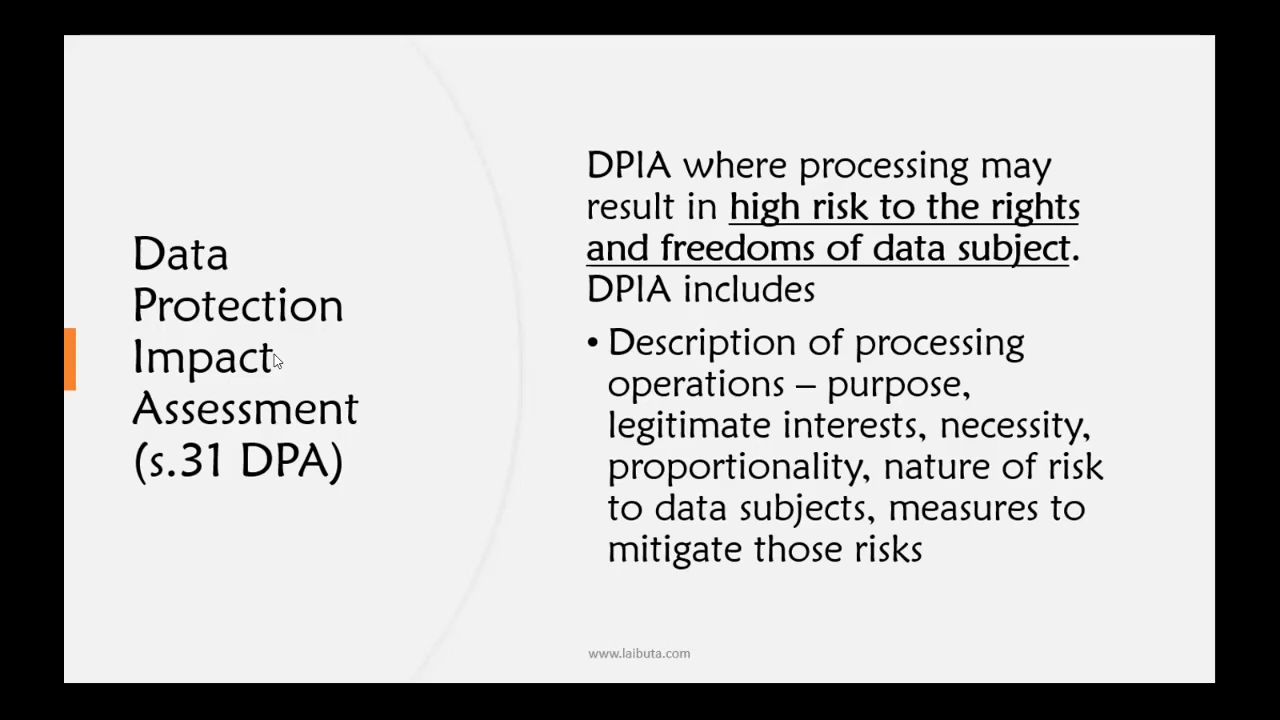 Data
Protection
Impact
Assessment
(s.31 DPA)
DPIA where processing may
result in high risk to the rights
and freedoms of data subject.
DPIA includes
• Description of processing
operations – purpose,
legitimate interests, necessity,
proportionality, nature of risk
to data subjects, measures to
mitigate those risks
www.laibuta.com